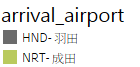 arrival_airport
HND- 羽田
NRT- 成田